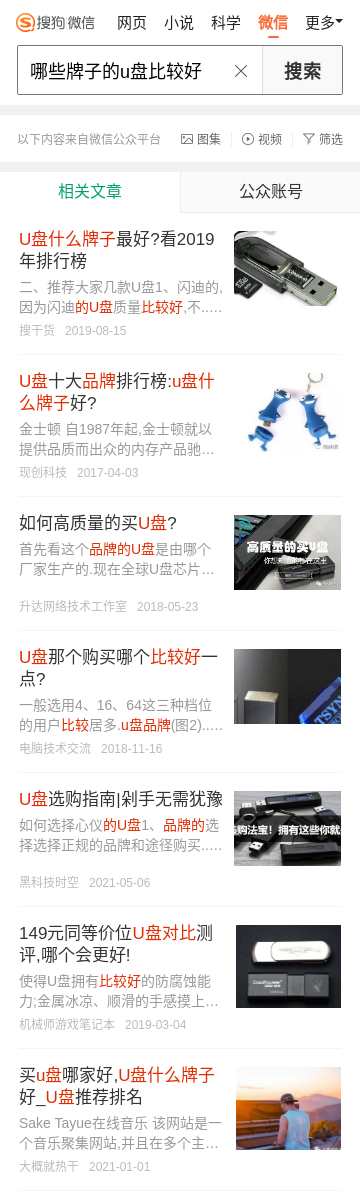 搜狗 微信
网页 小说 科学 微信 更多
哪些牌子的u盘比较好
搜索
以下内容来自微信公众平台 图集 视频 筛选
相关文章 公众账号
U盘什么牌子最好?看2019
年排行榜
二、推荐大家几款U盘1、闪迪的,
因为闪迪的U盘质量比较好,不.....
搜干货 2019-08-15
U盘十大品牌排行榜:u盘什
么牌子好?
金士顿 自1987年起,金士顿就以
提供品质而出众的内存产品驰...
现创科技 2017-04-03
如何高质量的买U盘?
首先看这个品牌的U盘是由哪个
厂家生产的.现在全球U盘芯片...
升达网络技术工作室 2018-05-23
高质量的买U盘
U盘那个购买哪个比较好一
点?
一般选用4、16、64这三种档位
的用户比较居多.u盘品牌(图2).....
电脑技术交流 2018-11-16
TSYN
U盘选购指南|剁手无需犹豫
如何选择心仪的U盘1、品牌的选
择选择正规的品牌和途径购买.....
黑科技时空 2021-05-06
购法宝！拥有这些你就
149元同等价位U盘对比测
评,哪个会更好!
使得U盘拥有比较好的防腐蚀能
力;金属冰凉、顺滑的手感摸上...
机械师游戏笔记本 2019-03-04
买u盘哪家好,U盘什么牌子
好_U盘推荐排名
Sake Tayue在线音乐 该网站是一
个音乐聚集网站,并且在多个主...
大概就热干 2021-01-01